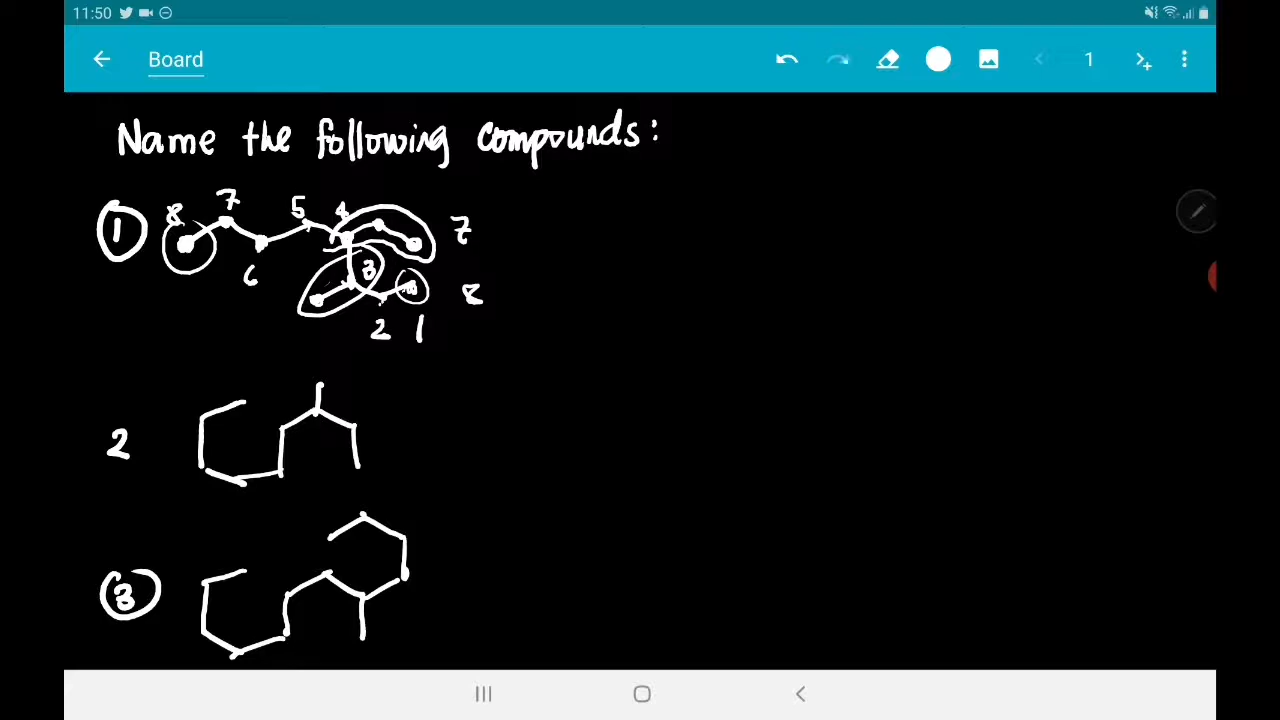 11:50
Board
1
Name the following compounds:
1
8 7 5 4 7
6 3 8
2 1
2
3